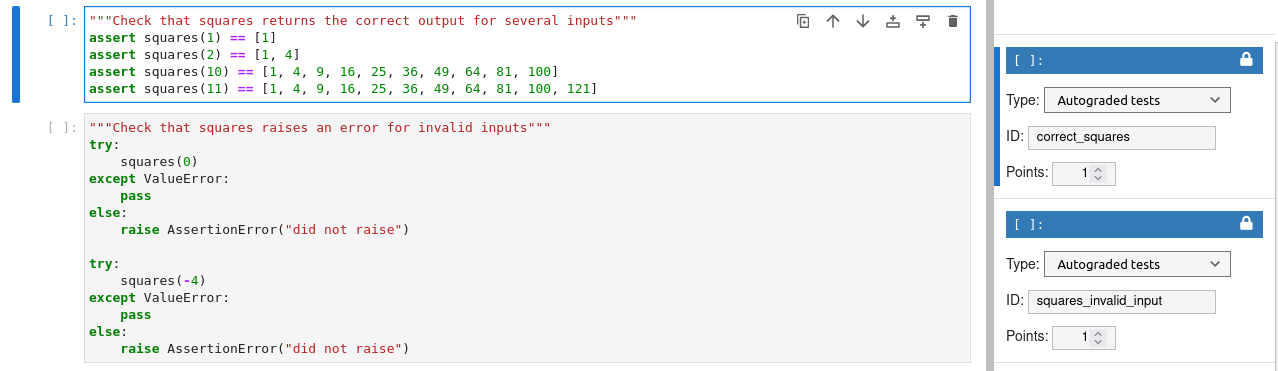 [ ]: """Check that squares returns the correct output for several inputs"""
assert squares(1) == [1]
assert squares(2) == [1, 4]
assert squares(10) == [1, 4, 9, 16, 25, 36, 49, 64, 81, 100]
assert squares(11) == [1, 4, 9, 16, 25, 36, 49, 64, 81, 100, 121]
[ ]: """Check that squares raises an error for invalid inputs"""
try:
    squares(0)
except ValueError:
    pass
else:
    raise AssertionError("did not raise")

try:
    squares(-4)
except ValueError:
    pass
else:
    raise AssertionError("did not raise")
[ ]:
Type: Autograded tests
ID: correct_squares
Points: 1
[ ]:
Type: Autograded tests
ID: squares_invalid_input
Points: 1